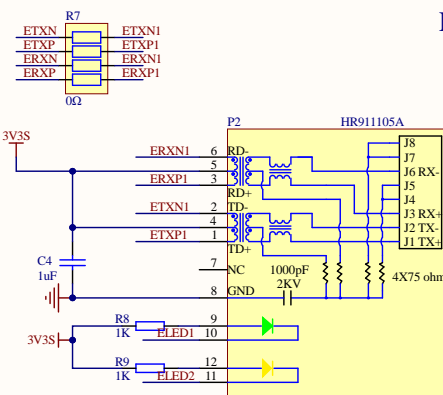 R7
ETXN ETXN1
ETXP ETXP1
ERXN ERXN1
ERXP ERXP1
0Ω
P2 HR911105A
3V3S
ERXN1 6 RD-
5
ERXP1 3 RD+
ETXN1 2 TD-
4
ETXP1 1 TD+
7 NC
8 GND
J8
J7
J6 RX-
J5
J4
J3 RX+
J2 TX-
J1 TX+
C4
1uF
1000pF
2KV
4X75 ohm
R8 9
1K ELED1 10
3V3S
R9 12
1K ELED2 11